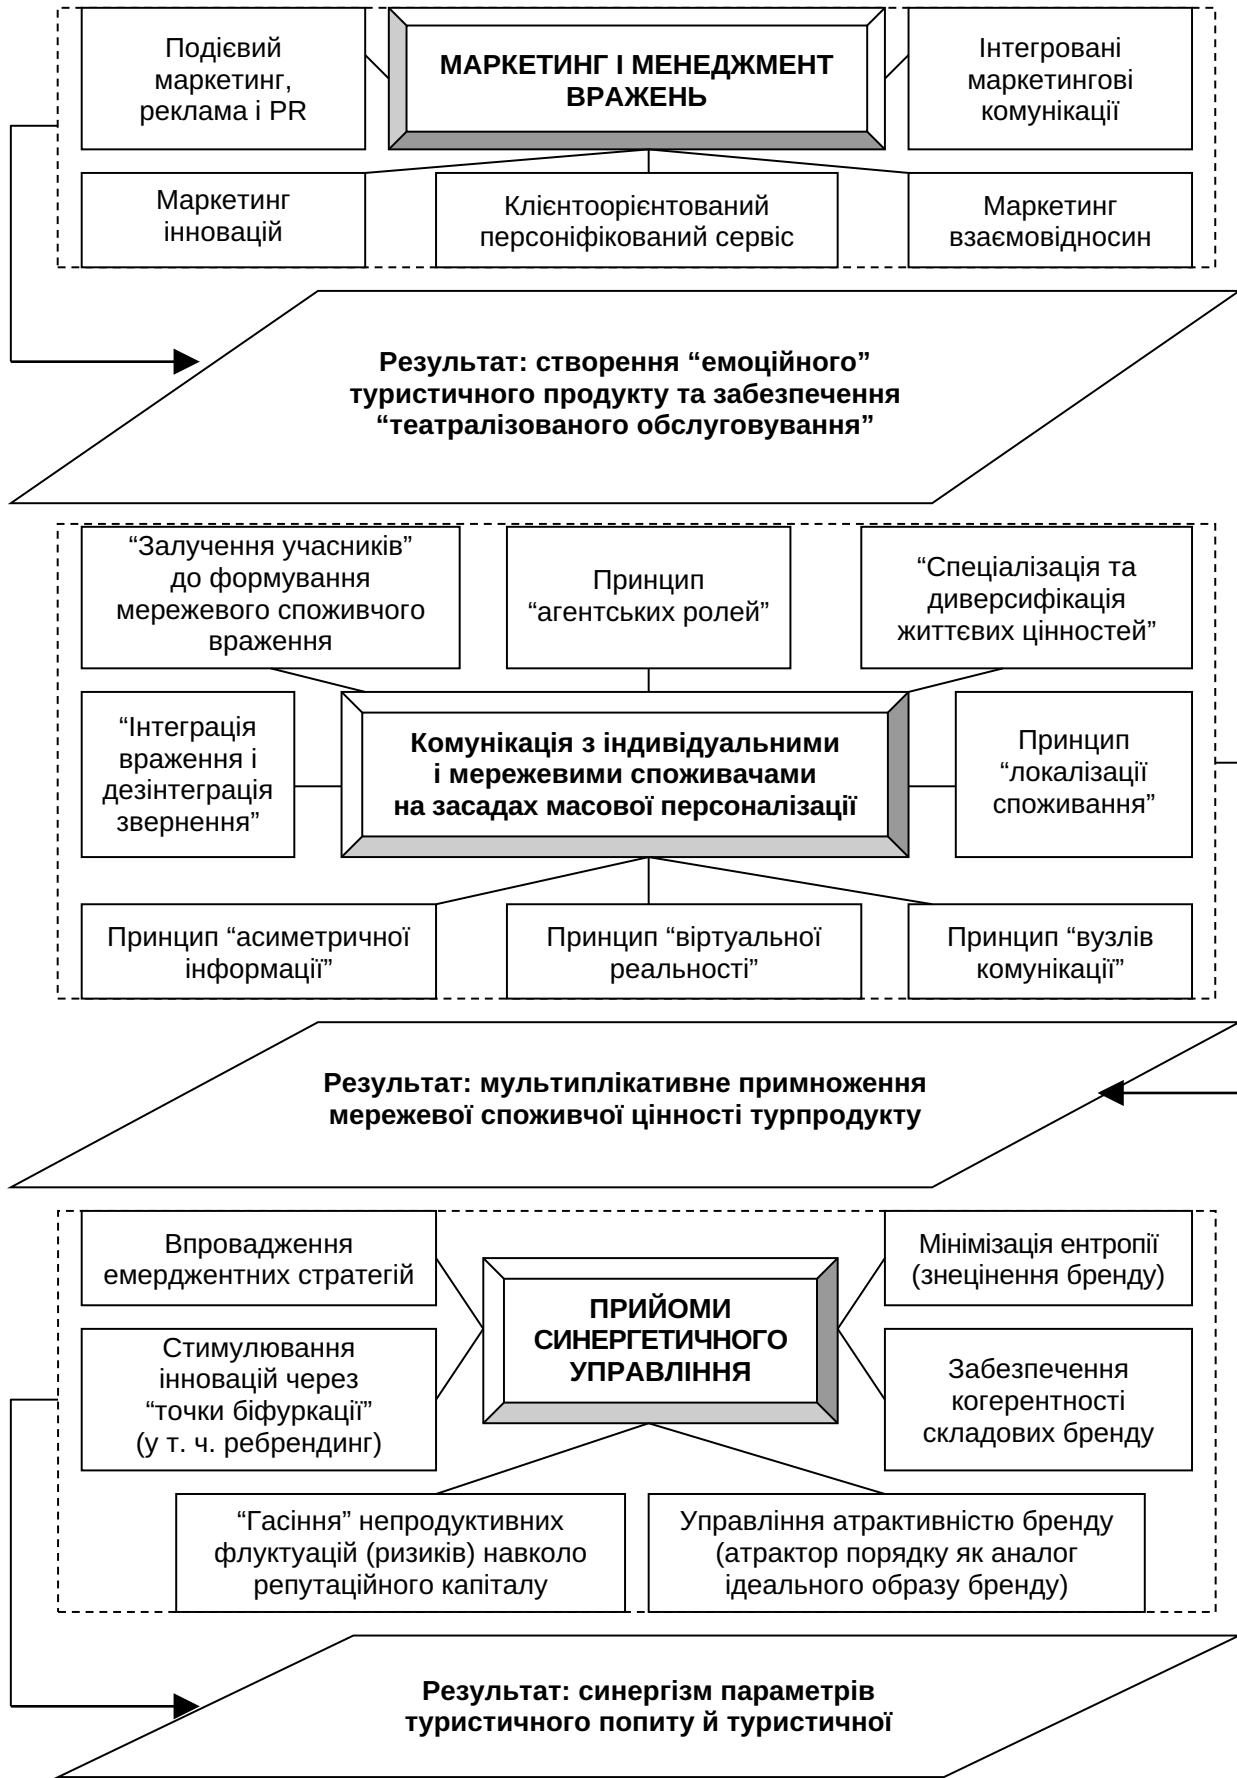 Подієвий
маркетинг,
реклама і PR
МАРКЕТИНГ І МЕНЕДЖМЕНТ
ВРАЖЕНЬ
Інтегровані
маркетингові
комунікації
Маркетинг
інновацій
Клієнтоорієнтований
персоніфікований сервіс
Маркетинг
взаємовідносин
Результат: створення “емоційного”
туристичного продукту та забезпечення
“театралізованого обслуговування”
“Залучення учасників”
до формування
мережевого споживчого
враження
Принцип
“агентських ролей”
“Спеціалізація та
диверсифікація
життєвих цінностей”
“Інтеграція
враження і
дезінтеграція
звернення”
Комунікація з індивідуальними
і мережевими споживачами
на засадах масової персоналізації
Принцип
“локалізації
споживання”
Принцип “асиметричної
інформації”
Принцип “віртуальної
реальності”
Принцип “вузлів
комунікації”
Результат: мультиплікативне примноження
мережевої споживчої цінності турпродукту
Впровадження
емерджентних стратегій
ПРИЙОМИ
СИНЕРГЕТИЧНОГО
УПРАВЛІННЯ
Мінімізація ентропії
(знецінення бренду)
Стимулювання
інновацій через
“точки біфуркації”
(у т. ч. ребрендинг)
Забезпечення
когерентності
складових бренду
“Гасіння” непродуктивних
флуктуацій (ризиків) навколо
репутаційного капіталу
Управління атрактивністю бренду
(атрактор порядку як аналог
ідеального образу бренду)
Результат: синергізм параметрів
туристичного попиту й туристичної